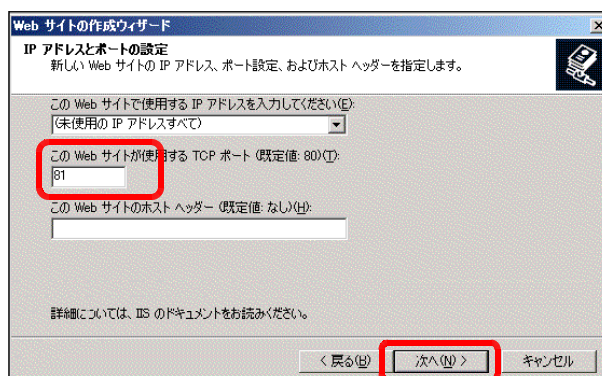 Web サイトの作成ウィザード
IP アドレスとポートの設定
新しい Web サイトの IP アドレス、ポート設定、およびホスト ヘッダーを指定します。
この Web サイトで使用する IP アドレスを入力してください(E):
(未使用の IP アドレスすべて)
この Web サイトが使用する TCP ポート (既定値: 80)(T):
81
この Web サイトのホスト ヘッダー (既定値: なし)(H):
詳細については、IIS のドキュメントをお読みください。
< 戻る(B)
次へ(N) >
キャンセル